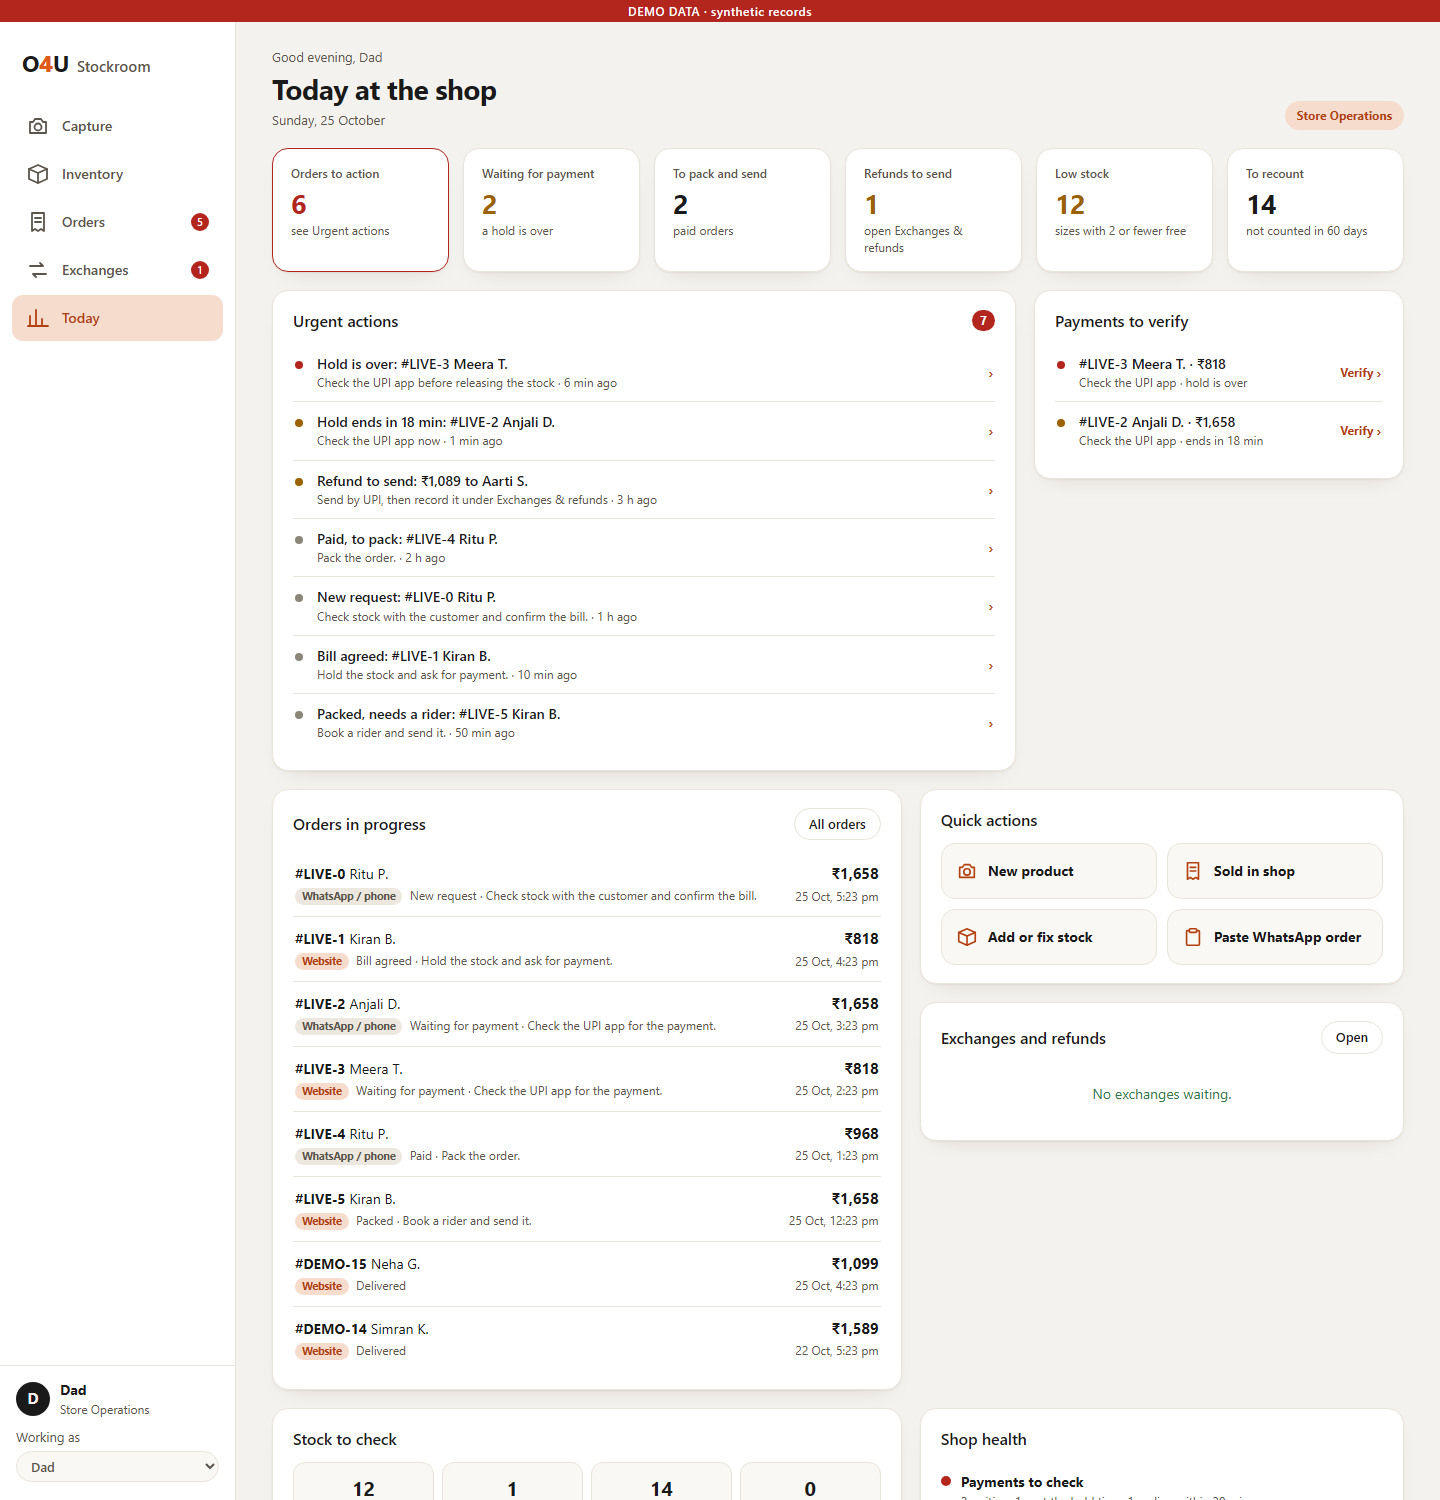 DEMO DATA · synthetic records
O4U Stockroom
Capture
Inventory
Orders 5
Exchanges 1
Today
Good evening, Dad
Today at the shop
Sunday, 25 October
Store Operations
Orders to action
6
see Urgent actions
Waiting for payment
2
a hold is over
To pack and send
2
paid orders
Refunds to send
1
open Exchanges &
refunds
Low stock
12
sizes with 2 or fewer free
To recount
14
not counted in 60 days
Urgent actions 7
Hold is over: #LIVE-3 Meera T.
Check the UPI app before releasing the stock · 6 min ago
Hold ends in 18 min: #LIVE-2 Anjali D.
Check the UPI app now · 1 min ago
Refund to send: ₹1,089 to Aarti S.
Send by UPI, then record it under Exchanges & refunds · 3 h ago
Paid, to pack: #LIVE-4 Ritu P.
Pack the order. · 2 h ago
New request: #LIVE-0 Ritu P.
Check stock with the customer and confirm the bill. · 1 h ago
Bill agreed: #LIVE-1 Kiran B.
Hold the stock and ask for payment. · 10 min ago
Packed, needs a rider: #LIVE-5 Kiran B.
Book a rider and send it. · 50 min ago
Payments to verify
#LIVE-3 Meera T. · ₹818
Check the UPI app · hold is over
Verify ›
#LIVE-2 Anjali D. · ₹1,658
Check the UPI app · ends in 18 min
Verify ›
Orders in progress
All orders
#LIVE-0 Ritu P. ₹1,658
WhatsApp / phone New request · Check stock with the customer and confirm the bill. 25 Oct, 5:23 pm
#LIVE-1 Kiran B. ₹818
Website Bill agreed · Hold the stock and ask for payment. 25 Oct, 4:23 pm
#LIVE-2 Anjali D. ₹1,658
WhatsApp / phone Waiting for payment · Check the UPI app for the payment. 25 Oct, 3:23 pm
#LIVE-3 Meera T. ₹818
Website Waiting for payment · Check the UPI app for the payment. 25 Oct, 2:23 pm
#LIVE-4 Ritu P. ₹968
WhatsApp / phone Paid · Pack the order. 25 Oct, 1:23 pm
#LIVE-5 Kiran B. ₹1,658
Website Packed · Book a rider and send it. 25 Oct, 12:23 pm
#DEMO-15 Neha G. ₹1,099
Website Delivered 25 Oct, 4:23 pm
#DEMO-14 Simran K. ₹1,589
Website Delivered 22 Oct, 5:23 pm
Quick actions
New product
Sold in shop
Add or fix stock
Paste WhatsApp order
Exchanges and refunds
Open
No exchanges waiting.
Stock to check
12 1 14 0
Shop health
Payments to check
D
Dad
Store Operations
Working as
Dad